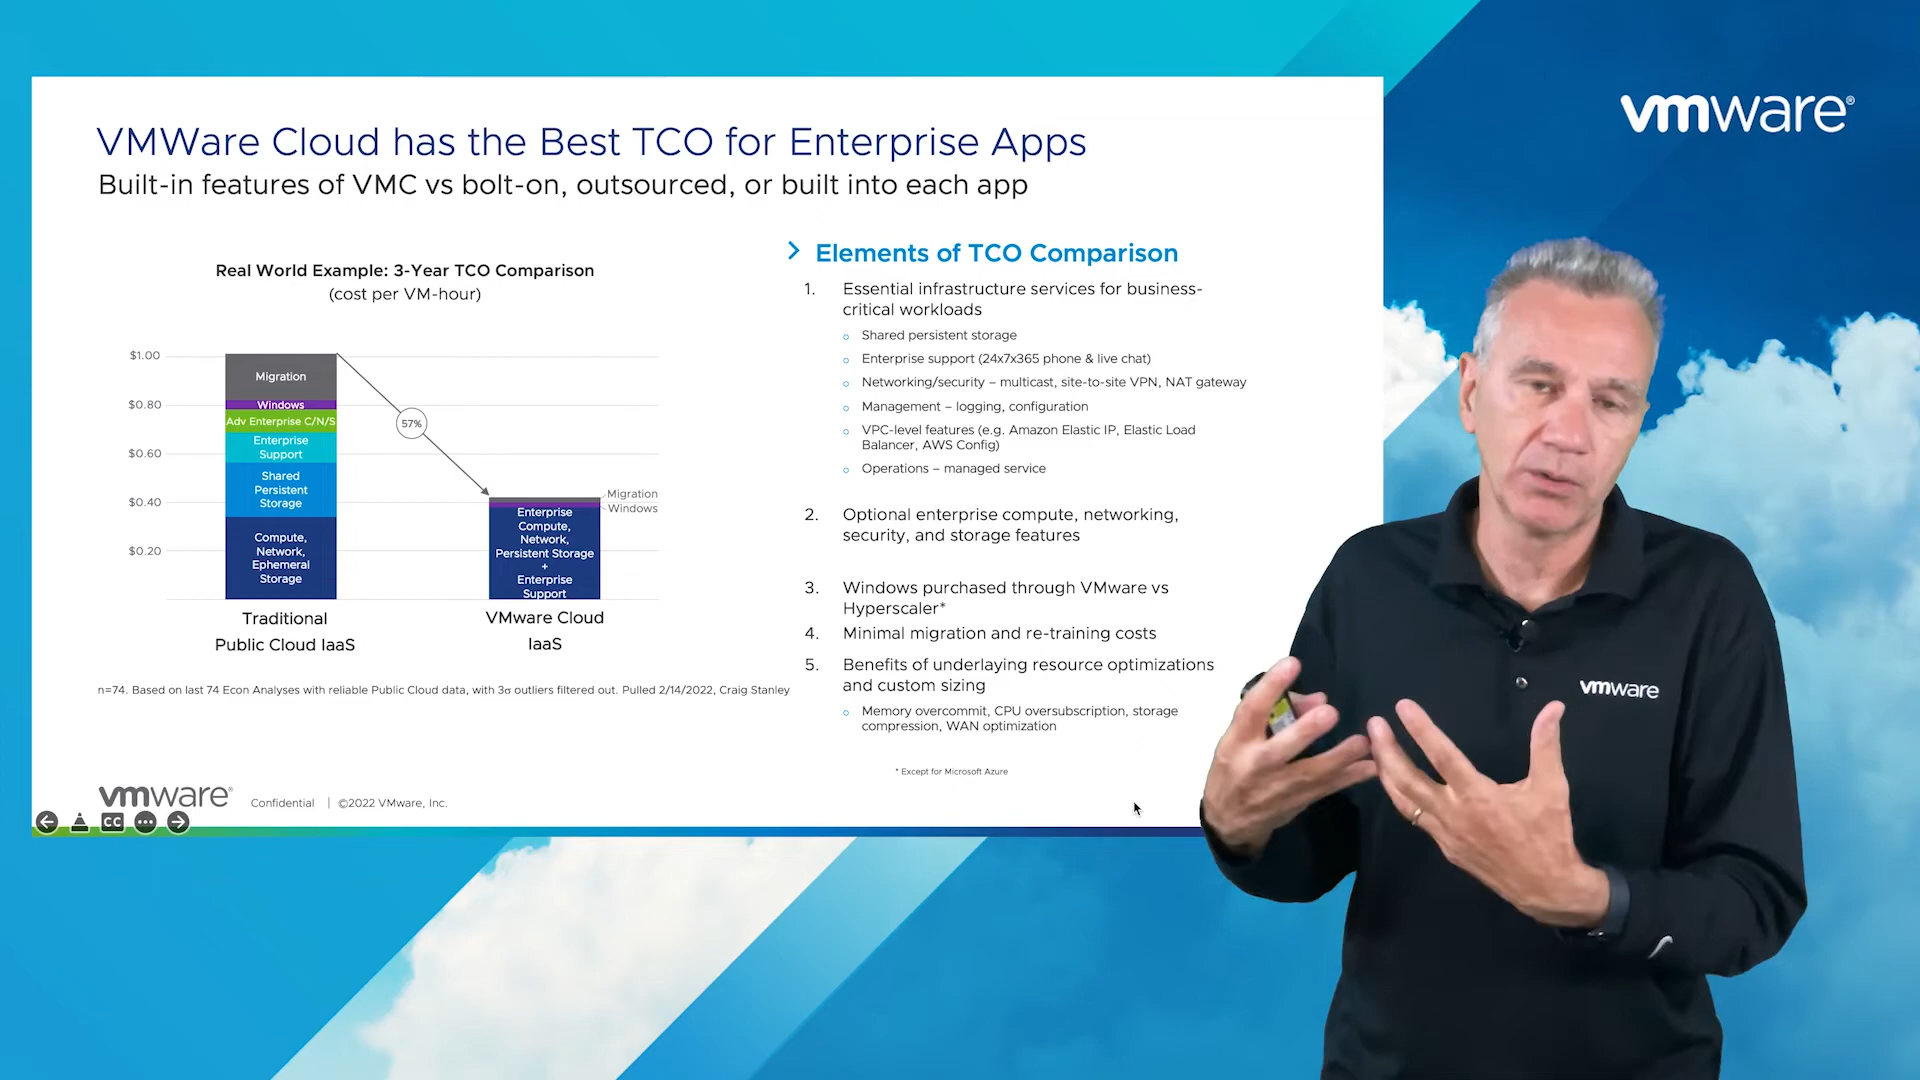 vmware®
VMWare Cloud has the Best TCO for Enterprise Apps
Built-in features of VMC vs bolt-on, outsourced, or built into each app
Real World Example: 3-Year TCO Comparison
(cost per VM-hour)
$1.00
$0.80
$0.60
$0.40
$0.20
Migration
Windows
Adv Enterprise C/N/S
Enterprise
Support
Shared
Persistent
Storage
Compute,
Network,
Ephemeral
Storage
57%
Migration
Windows
Enterprise
Compute,
Network,
Persistent Storage
+
Enterprise
Support
Traditional
Public Cloud IaaS
VMware Cloud
IaaS
n=74. Based on last 74 Econ Analyses with reliable Public Cloud data, with 3σ outliers filtered out. Pulled 2/14/2022, Craig Stanley
> Elements of TCO Comparison
1. Essential infrastructure services for business-
critical workloads
Shared persistent storage
Enterprise support (24x7x365 phone & live chat)
Networking/security – multicast, site-to-site VPN, NAT gateway
Management – logging, configuration
VPC-level features (e.g. Amazon Elastic IP, Elastic Load
Balancer, AWS Config)
Operations – managed service
2. Optional enterprise compute, networking,
security, and storage features
3. Windows purchased through VMware vs
Hyperscaler*
4. Minimal migration and re-training costs
5. Benefits of underlaying resource optimizations
and custom sizing
Memory overcommit, CPU oversubscription, storage
compression, WAN optimization
* Except for Microsoft Azure
vmware®
Confidential | ©2022 VMware, Inc.
CC
vmware